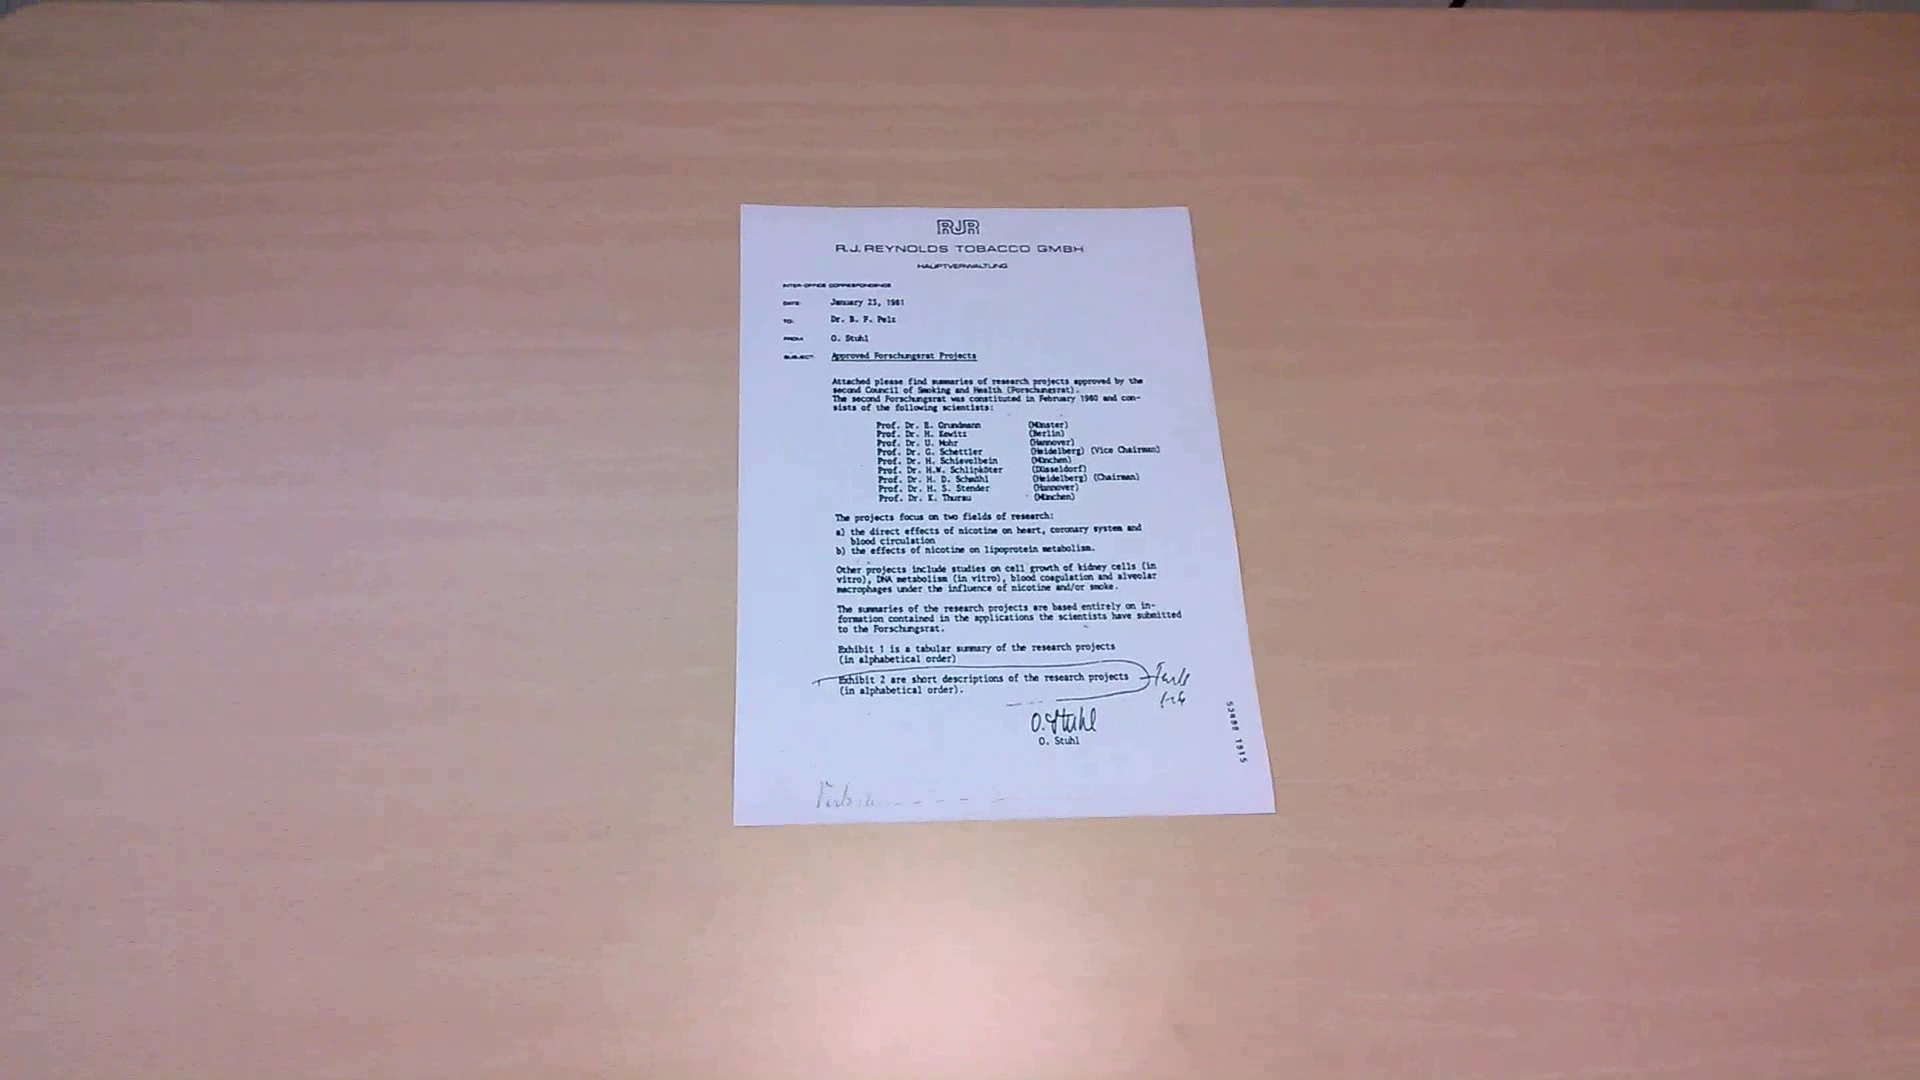 RJR
R.J. REYNOLDS TOBACCO GMBH
HAUPTVERWALTUNG
INTER-OFFICE CORRESPONDENCE
DATE: January 23, 1981
TO: Dr. B. F. Pelz
FROM: O. Stuhl
SUBJECT: Approved Forschungsrat Projects
Attached please find summaries of research projects approved by the
second Council of Smoking and Health (Forschungsrat).
The second Forschungsrat was constituted in February 1980 and con-
sists of the following scientists:
Prof. Dr. E. Grundmann (Münster)
Prof. Dr. H. Kewitz (Berlin)
Prof. Dr. U. Mohr (Hannover)
Prof. Dr. G. Schettler (Heidelberg) (Vice Chairman)
Prof. Dr. H. Schievelbein (München)
Prof. Dr. H.W. Schlipköter (Düsseldorf)
Prof. Dr. H. D. Schmähl (Heidelberg) (Chairman)
Prof. Dr. H. S. Stender (Hannover)
Prof. Dr. K. Thurau (München)
The projects focus on two fields of research:
a) the direct effects of nicotine on heart, coronary system and
blood circulation
b) the effects of nicotine on lipoprotein metabolism.
Other projects include studies on cell growth of kidney cells (in
vitro), DNA metabolism (in vitro), blood coagulation and alveolar
macrophages under the influence of nicotine and/or smoke.
The summaries of the research projects are based entirely on in-
formation contained in the applications the scientists have submitted
to the Forschungsrat.
Exhibit 1 is a tabular summary of the research projects
(in alphabetical order)
Exhibit 2 are short descriptions of the research projects
(in alphabetical order).
O. Stuhl
O. Stuhl